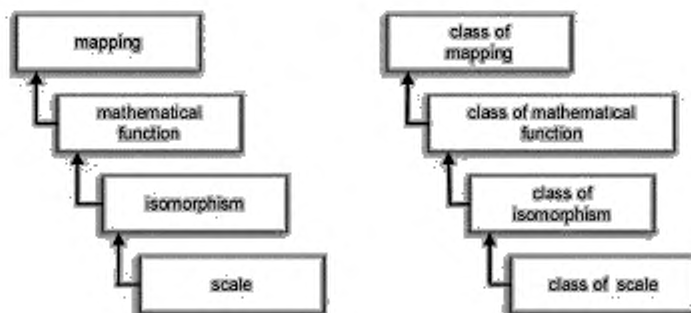 mapping
mathematical
function
isomorphism
scale
class of
mapping
class of mathematical
function
class of
isomorphism
class of scale